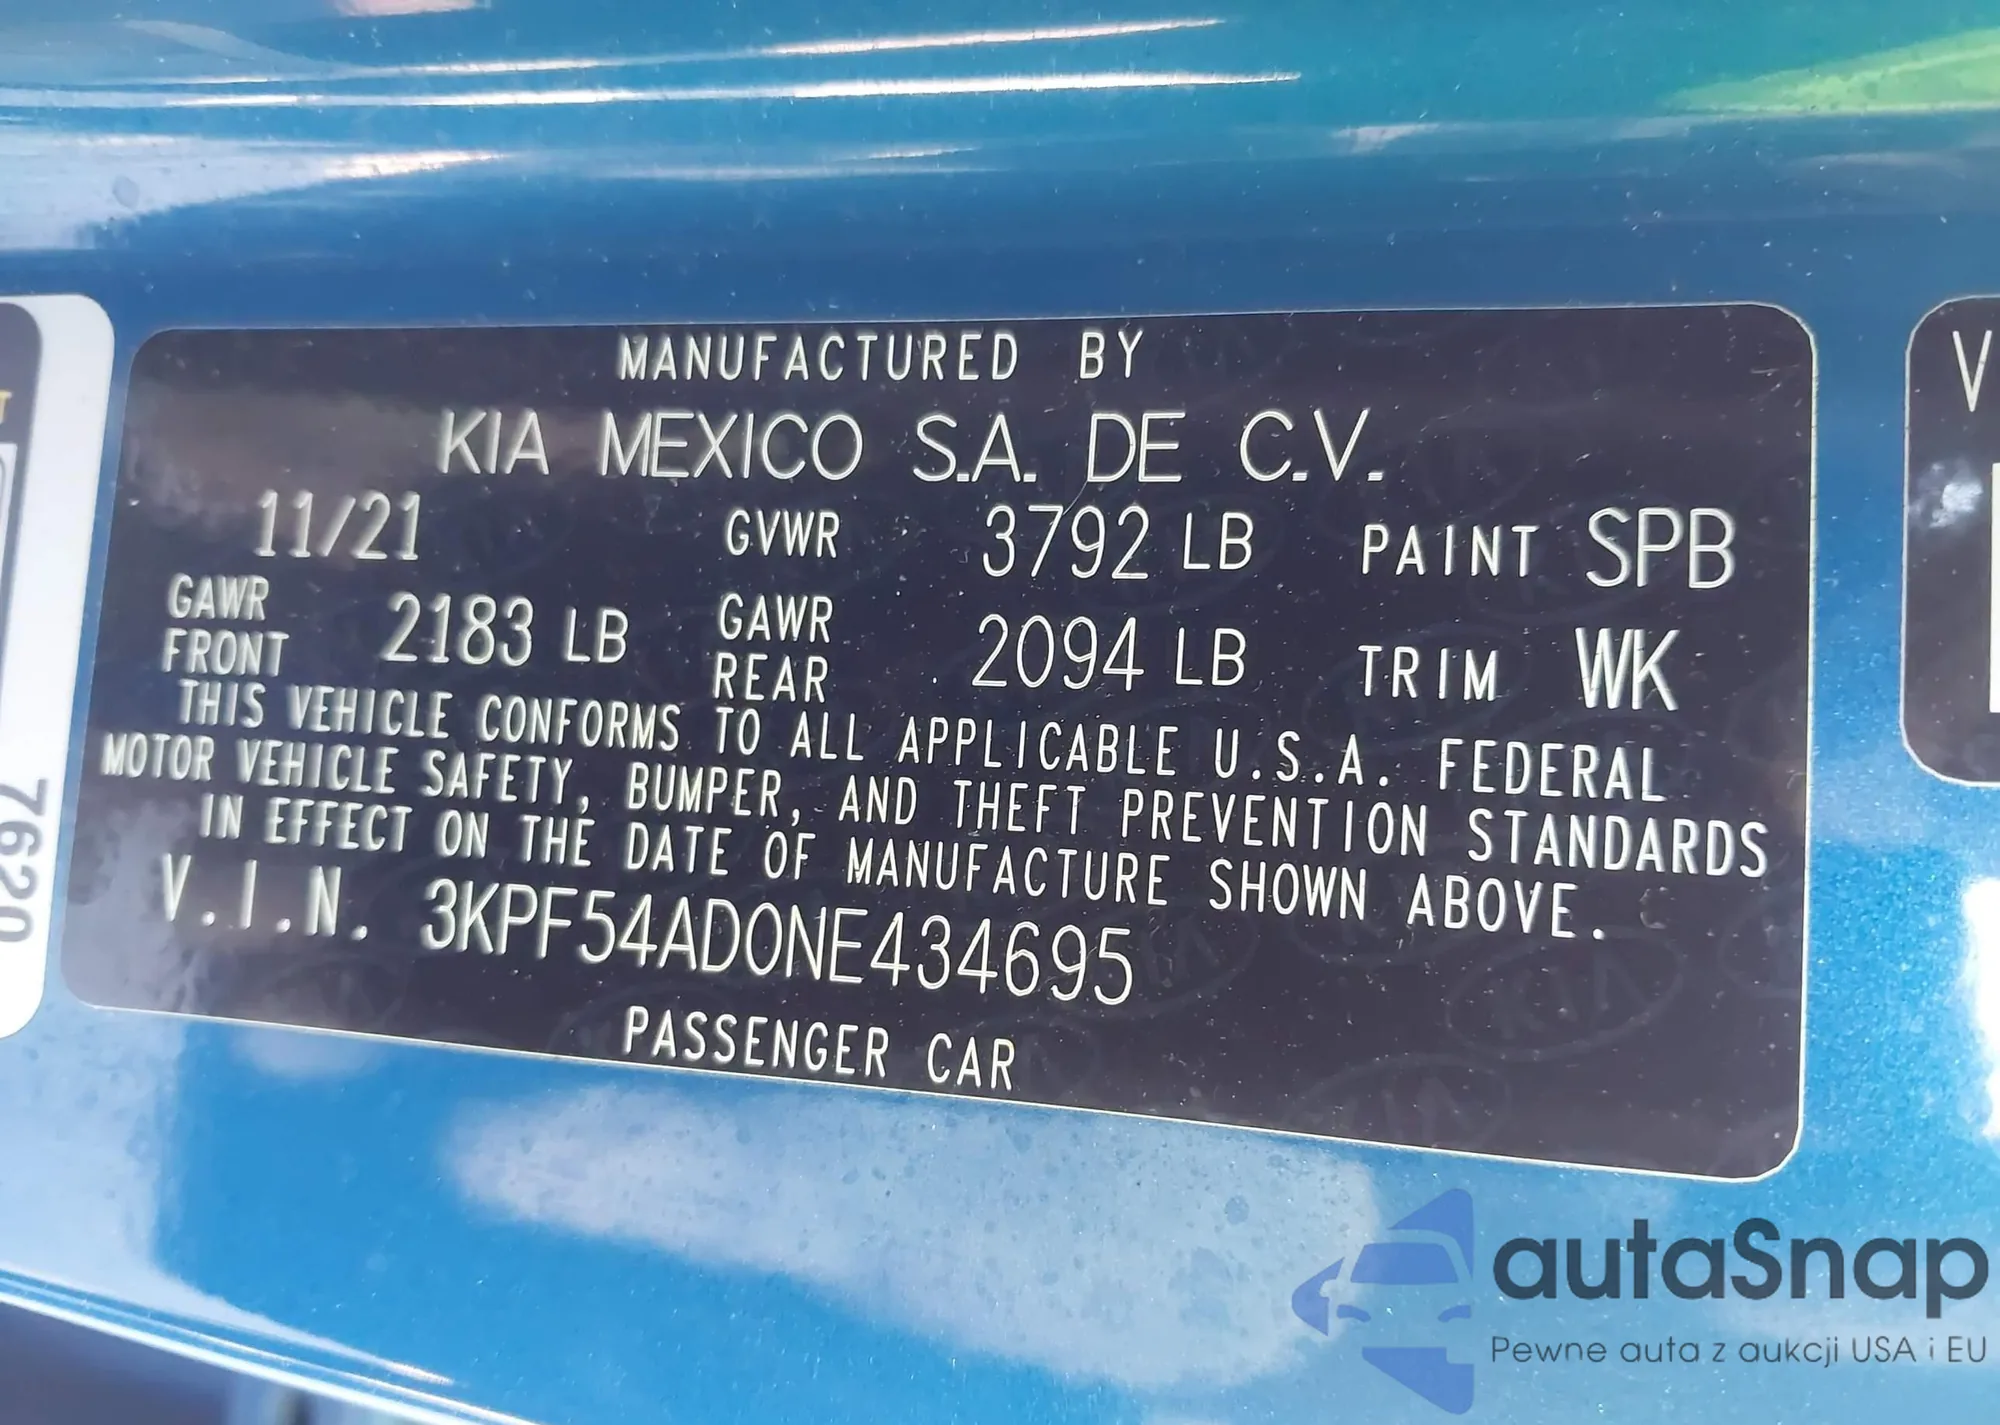 MANUFACTURED BY
KIA MEXICO S.A. DE C.V.
11/21 GVWR 3792 LB PAINT SPB
GAWR FRONT 2183 LB GAWR REAR 2094 LB TRIM WK
THIS VEHICLE CONFORMS TO ALL APPLICABLE U.S.A. FEDERAL
MOTOR VEHICLE SAFETY, BUMPER, AND THEFT PREVENTION STANDARDS
IN EFFECT ON THE DATE OF MANUFACTURE SHOWN ABOVE.
V.I.N. 3KPF54AD0NE434695
PASSENGER CAR
7620
V
autaSnap
Pewne auta z aukcji USA i EU